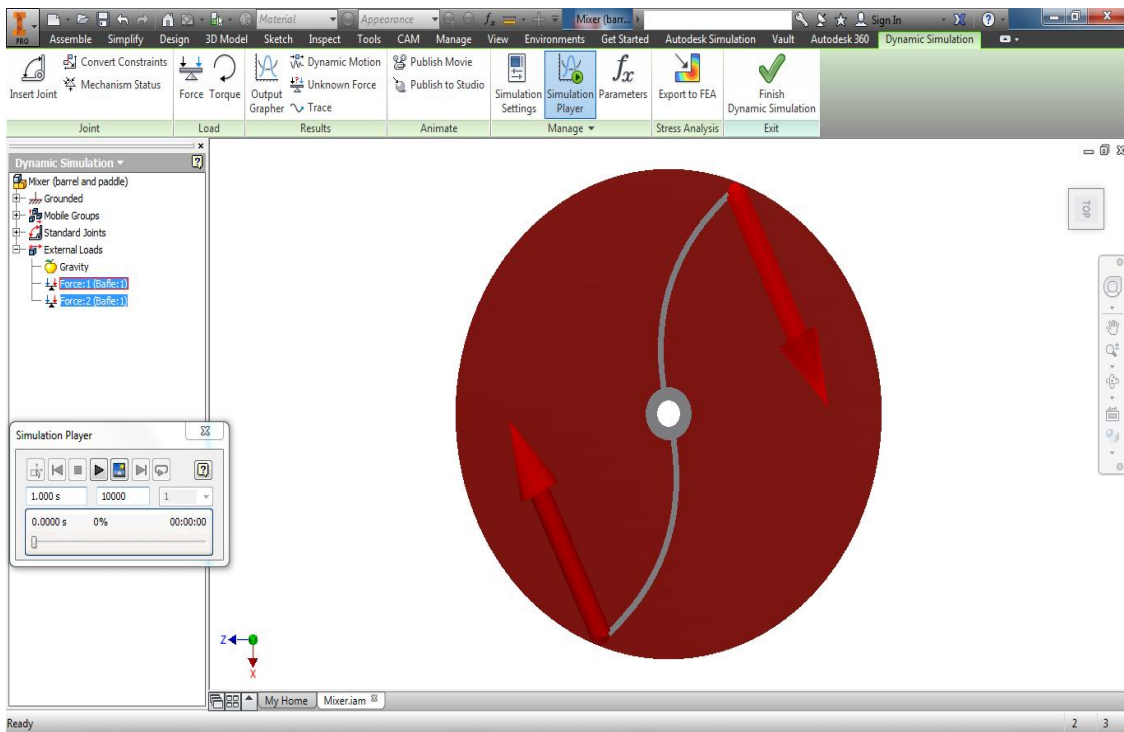 Material Appearance fx Mixer (barr... Sign In
PRO Assemble Simplify Design 3D Model Sketch Inspect Tools CAM Manage View Environments Get Started Autodesk Simulation Vault Autodesk 360 Dynamic Simulation
Insert Joint Convert Constraints Mechanism Status
Force Torque
Output Grapher Dynamic Motion Unknown Force Trace
Publish Movie Publish to Studio
Simulation Settings Simulation Player fx Parameters
Export to FEA
Finish Dynamic Simulation
Joint Load Results Animate Manage Stress Analysis Exit
Dynamic Simulation
Mixer (barrel and paddle)
Grounded
Mobile Groups
Standard Joints
External Loads
Gravity
Force:1 (Bafle:1)
Force:2 (Bafle:1)
TOP
Simulation Player
1.000 s 10000 1
0.0000 s 0% 00:00:00
Z
X
My Home Mixer.iam
Ready 2 3